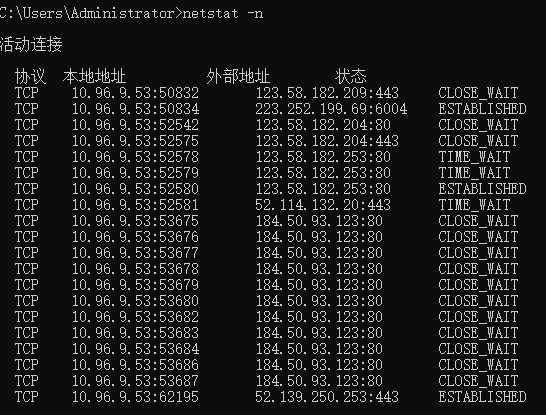 C:\Users\Administrator>netstat -n
活动连接
协议 本地地址 外部地址 状态
TCP 10.96.9.53:50832 123.58.182.209:443 CLOSE_WAIT
TCP 10.96.9.53:50834 223.252.199.69:6004 ESTABLISHED
TCP 10.96.9.53:52542 123.58.182.204:80 CLOSE_WAIT
TCP 10.96.9.53:52575 123.58.182.204:443 CLOSE_WAIT
TCP 10.96.9.53:52578 123.58.182.253:80 TIME_WAIT
TCP 10.96.9.53:52579 123.58.182.253:80 TIME_WAIT
TCP 10.96.9.53:52580 123.58.182.253:80 ESTABLISHED
TCP 10.96.9.53:52581 52.114.132.20:443 TIME_WAIT
TCP 10.96.9.53:53675 184.50.93.123:80 CLOSE_WAIT
TCP 10.96.9.53:53676 184.50.93.123:80 CLOSE_WAIT
TCP 10.96.9.53:53677 184.50.93.123:80 CLOSE_WAIT
TCP 10.96.9.53:53678 184.50.93.123:80 CLOSE_WAIT
TCP 10.96.9.53:53679 184.50.93.123:80 CLOSE_WAIT
TCP 10.96.9.53:53680 184.50.93.123:80 CLOSE_WAIT
TCP 10.96.9.53:53682 184.50.93.123:80 CLOSE_WAIT
TCP 10.96.9.53:53683 184.50.93.123:80 CLOSE_WAIT
TCP 10.96.9.53:53684 184.50.93.123:80 CLOSE_WAIT
TCP 10.96.9.53:53686 184.50.93.123:80 CLOSE_WAIT
TCP 10.96.9.53:53687 184.50.93.123:80 CLOSE_WAIT
TCP 10.96.9.53:62195 52.139.250.253:443 ESTABLISHED